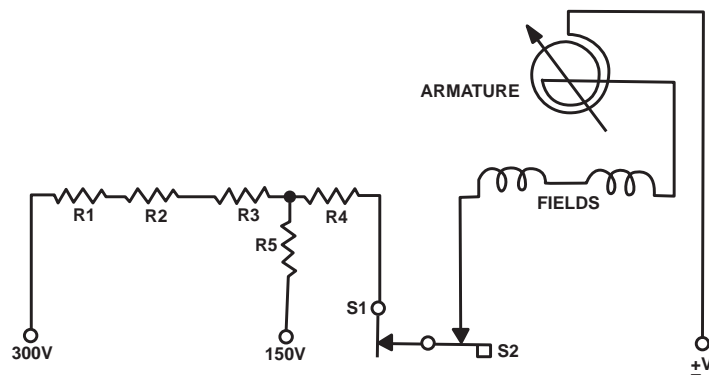 ARMATURE
FIELDS
R1 R2 R3 R4
R5
S1
S2
300V 150V ±V